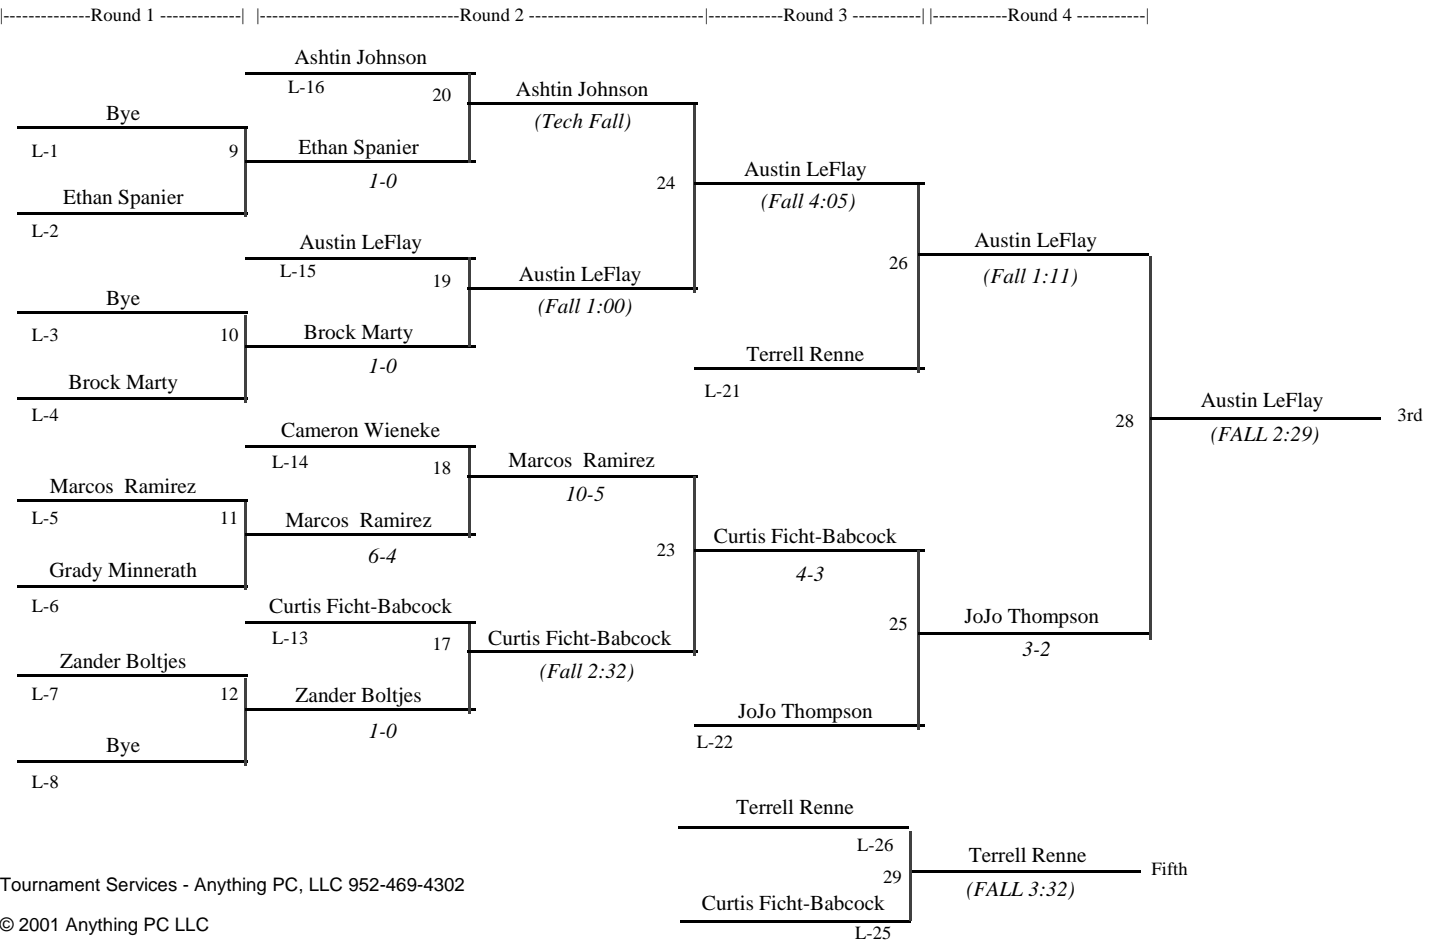 |--------------Round 1 -------------| |--------------------------------Round 2 ----------------------------|------------Round 3 -----------||------------Round 4 -----------|
Ashtin Johnson
L-16
20
Ashtin Johnson
(Tech Fall)
Bye
L-1
9
Ethan Spanier
1-0
Ethan Spanier
L-2
24
Austin LeFlay
(Fall 4:05)
Austin LeFlay
L-15
19
Austin LeFlay
(Fall 1:00)
26
Austin LeFlay
(Fall 1:11)
Bye
L-3
10
Brock Marty
1-0
Brock Marty
L-4
Terrell Renne
L-21
28
Austin LeFlay
3rd
(FALL 2:29)
Cameron Wieneke
L-14
18
Marcos Ramirez
10-5
Marcos Ramirez
L-5
11
Marcos Ramirez
6-4
Grady Minnerath
L-6
23
Curtis Ficht-Babcock
4-3
Curtis Ficht-Babcock
L-13
17
Curtis Ficht-Babcock
(Fall 2:32)
25
JoJo Thompson
3-2
Zander Boltjes
L-7
12
Zander Boltjes
1-0
Bye
L-8
JoJo Thompson
L-22
Terrell Renne
L-26
29
Terrell Renne
Fifth
(FALL 3:32)
Curtis Ficht-Babcock
L-25
Tournament Services - Anything PC, LLC 952-469-4302
© 2001 Anything PC LLC